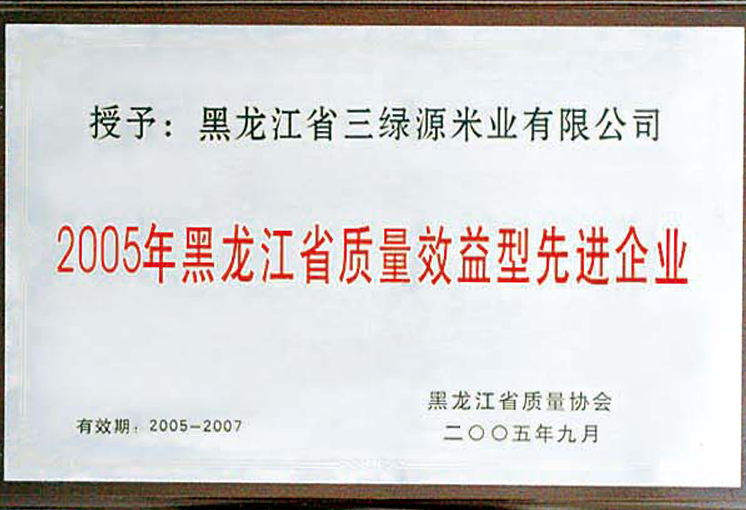 授予：黑龙江省三绿源米业有限公司
2005年黑龙江省质量效益型先进企业
黑龙江省质量协会
有效期：2005-2007
二〇〇五年九月